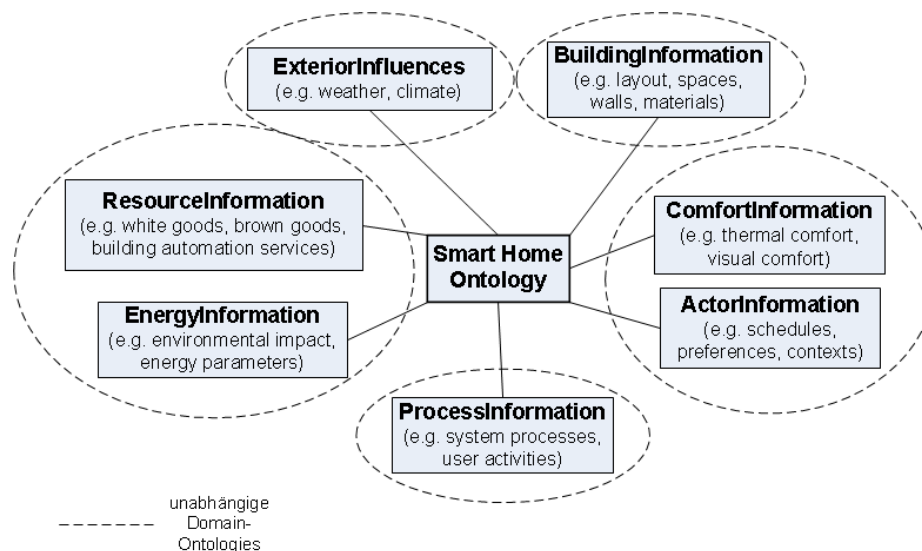 ExteriorInfluences
(e.g. weather, climate)
BuildingInformation
(e.g. layout, spaces,
walls, materials)
ResourceInformation
(e.g. white goods, brown goods,
building automation services)
Smart Home
Ontology
ComfortInformation
(e.g. thermal comfort,
visual comfort)
EnergyInformation
(e.g. environmental impact,
energy parameters)
ActorInformation
(e.g. schedules,
preferences, contexts)
ProcessInformation
(e.g. system processes,
user activities)
unabhängige
Domain-
Ontologies